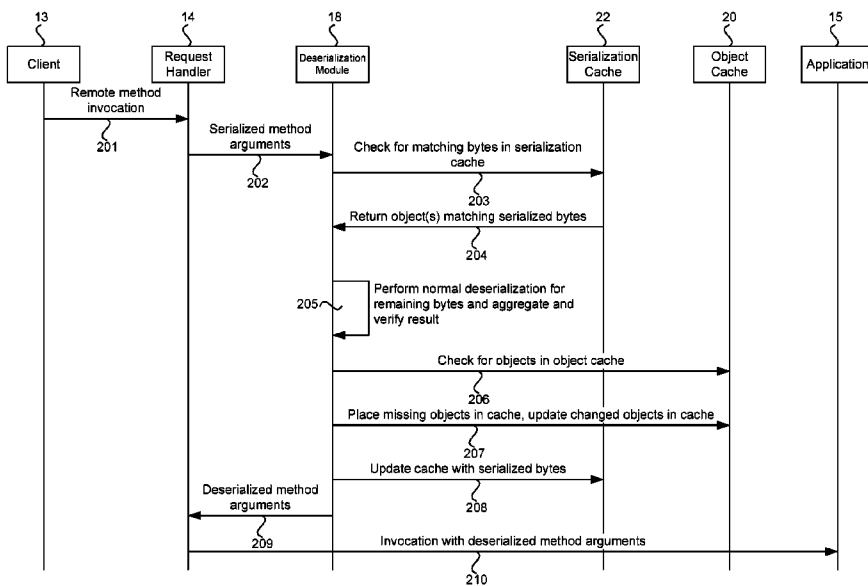 13
14
18
22
20
15
Client
Request
Handler
Deserialization
Module
Serialization
Cache
Object
Cache
Application
Remote method
invocation
201
Serialized method
arguments
202
Check for matching bytes in serialization
cache
203
Return object(s) matching serialized bytes
204
205
Perform normal deserialization for
remaining bytes and aggregate and
verify result
Check for objects in object cache
206
Place missing objects in cache, update changed objects in cache
207
Update cache with serialized bytes
208
Deserialized method
arguments
209
Invocation with deserialized method arguments
210